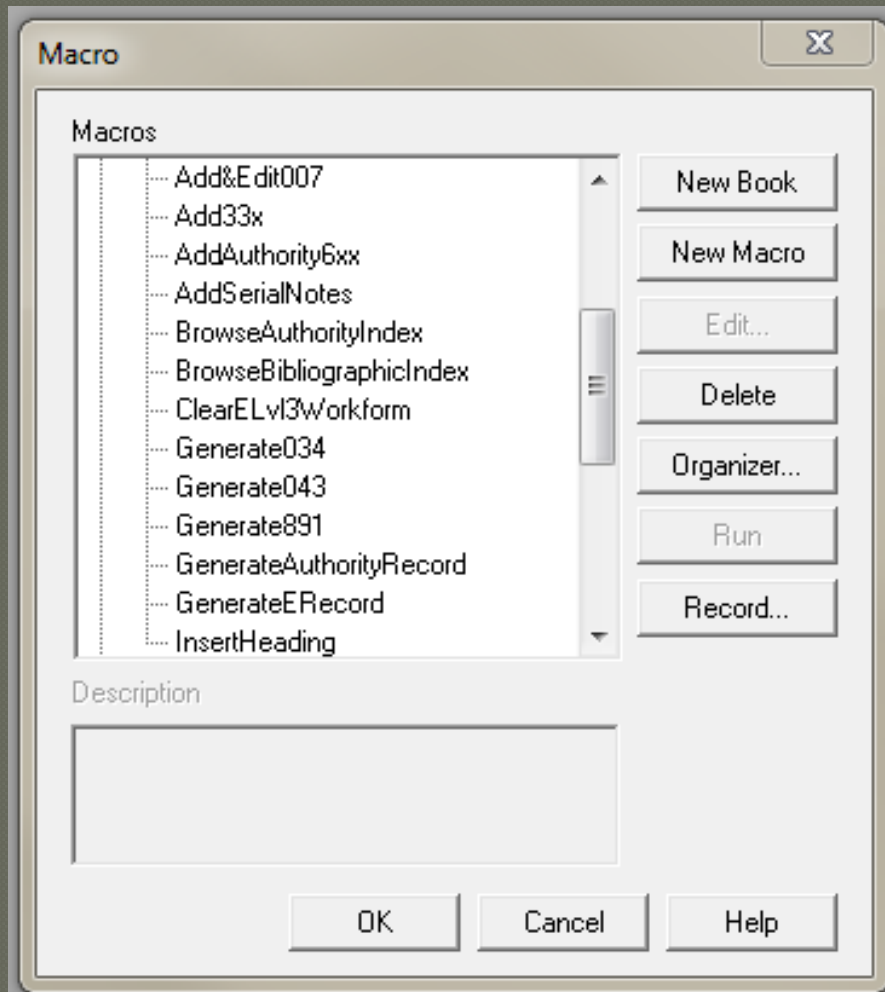 Macro
Macros
Add&Edit007
Add33x
AddAuthority6xx
AddSerialNotes
BrowseAuthorityIndex
BrowseBibliographicIndex
ClearELvl3Workform
Generate034
Generate043
Generate891
GenerateAuthorityRecord
GenerateERecord
InsertHeading
New Book
New Macro
Edit...
Delete
Organizer...
Run
Record...
Description
OK Cancel Help